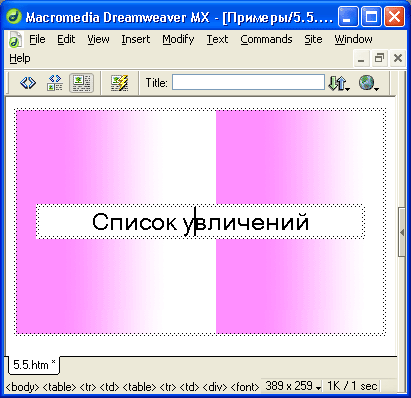 Macromedia Dreamweaver MX - [Примеры/5.5....
File Edit Insert Modify Text Commands Site Window
Help
Title:
Список увличений
5.5.htm *
<body> <table> <tr> <td> <table> <tr> <td> <div> <font> 389 x 259 1K / 1 sec